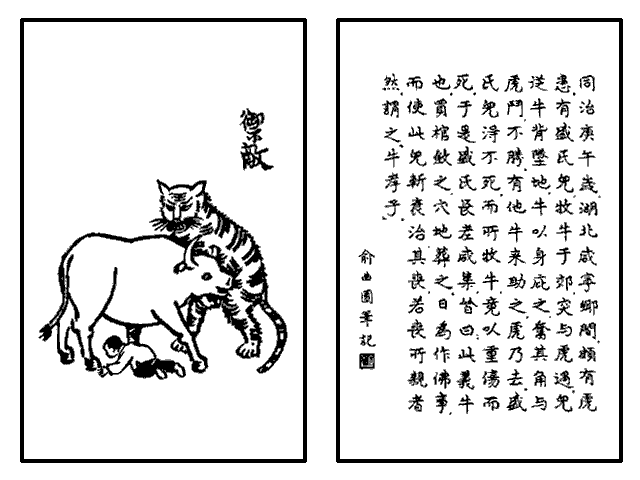 禦敵
同治庚午歲湖北咸寧鄉間頗有虎
患有盛氏兒牧牛于郊突与虎遇兒
從牛背墮地牛以身庇之奮其角与
虎鬥不勝有他牛來助之虎乃去盛
氏兒得不死而所牧牛竟以重傷而
死于是盛氏長老咸集皆曰此義牛
也買棺斂之穴地葬之日為作佛事
而使此兒斬衰治其喪若喪所親者
然謂之牛孝子
俞曲園筆記